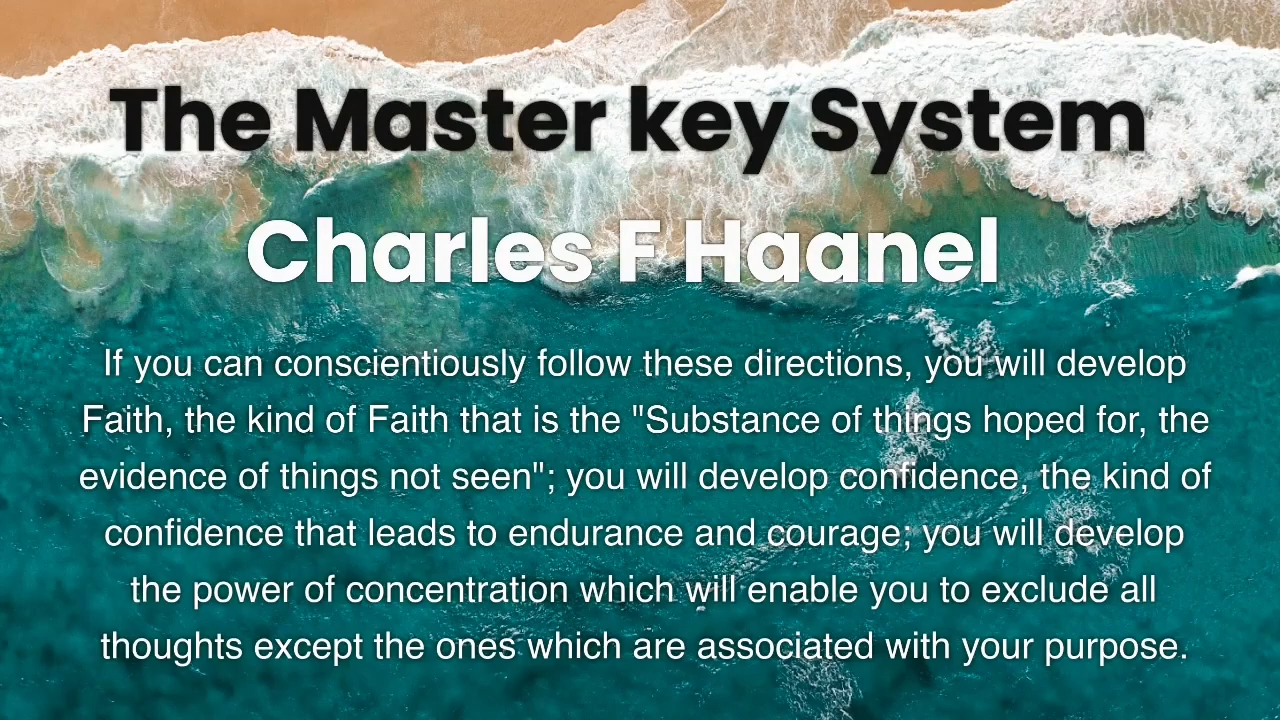 The Master key System
Charles F Haanel
If you can conscientiously follow these directions, you will develop
Faith, the kind of Faith that is the "Substance of things hoped for, the
evidence of things not seen"; you will develop confidence, the kind of
confidence that leads to endurance and courage; you will develop
the power of concentration which will enable you to exclude all
thoughts except the ones which are associated with your purpose.